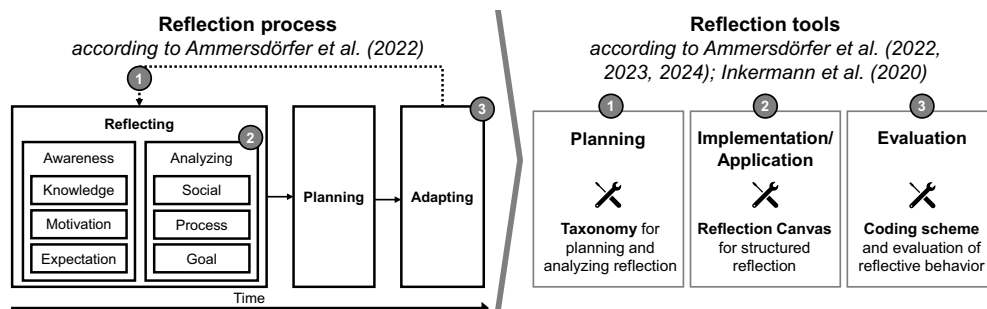 Reflection process
according to Ammersdörfer et al. (2022)
1
3
Reflecting
2
Awareness
Knowledge
Motivation
Expectation
Analyzing
Social
Process
Goal
Planning
Adapting
Time
Reflection tools
according to Ammersdörfer et al. (2022,
2023, 2024); Inkermann et al. (2020)
1
Planning
Taxonomy for
planning and
analyzing reflection
2
Implementation/
Application
Reflection Canvas
for structured
reflection
3
Evaluation
Coding scheme
and evaluation of
reflective behavior